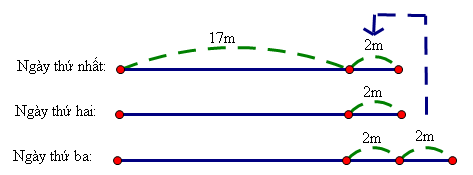 17m 2m
Ngày thứ nhất:
2m
Ngày thứ hai:
2m 2m
Ngày thứ ba: